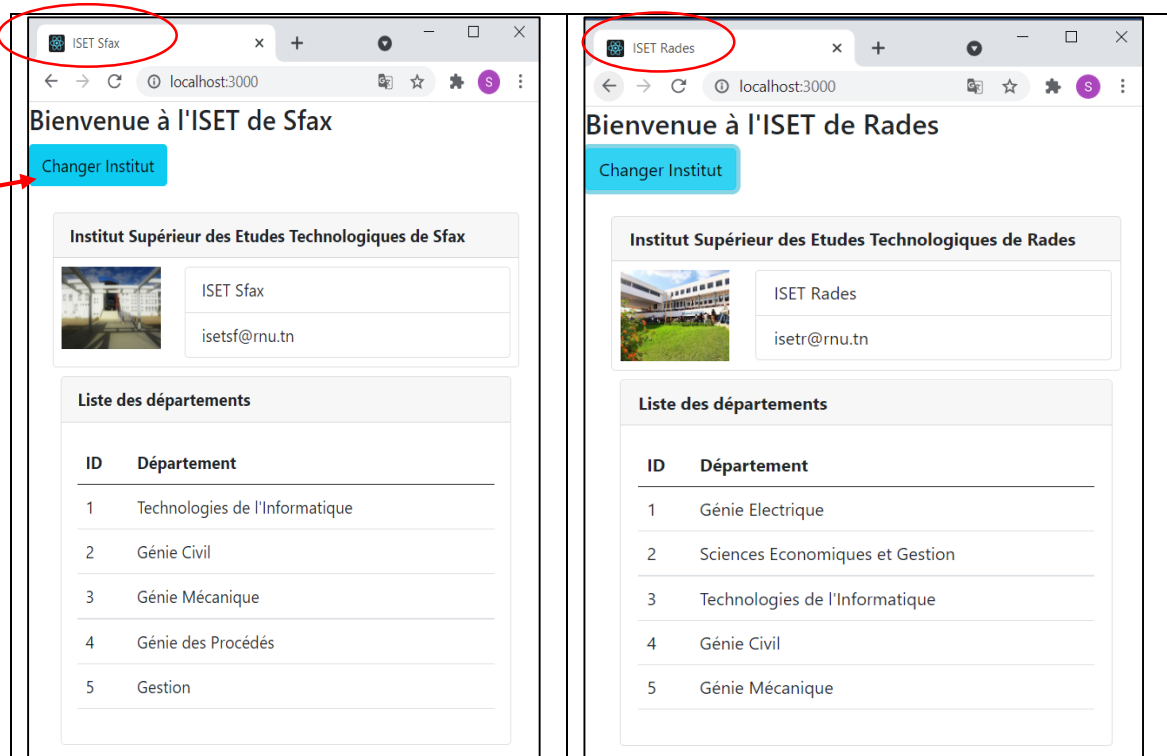 ISET Sfax
localhost:3000
S
Bienvenue à l'ISET de Sfax
Changer Institut
Institut Supérieur des Etudes Technologiques de Sfax
ISET Sfax
isetsf@rnu.tn
Liste des départements
ID Département
1 Technologies de l'Informatique
2 Génie Civil
3 Génie Mécanique
4 Génie des Procédés
5 Gestion
ISET Rades
localhost:3000
S
Bienvenue à l'ISET de Rades
Changer Institut
Institut Supérieur des Etudes Technologiques de Rades
ISET Rades
isetr@rnu.tn
Liste des départements
ID Département
1 Génie Electrique
2 Sciences Economiques et Gestion
3 Technologies de l'Informatique
4 Génie Civil
5 Génie Mécanique